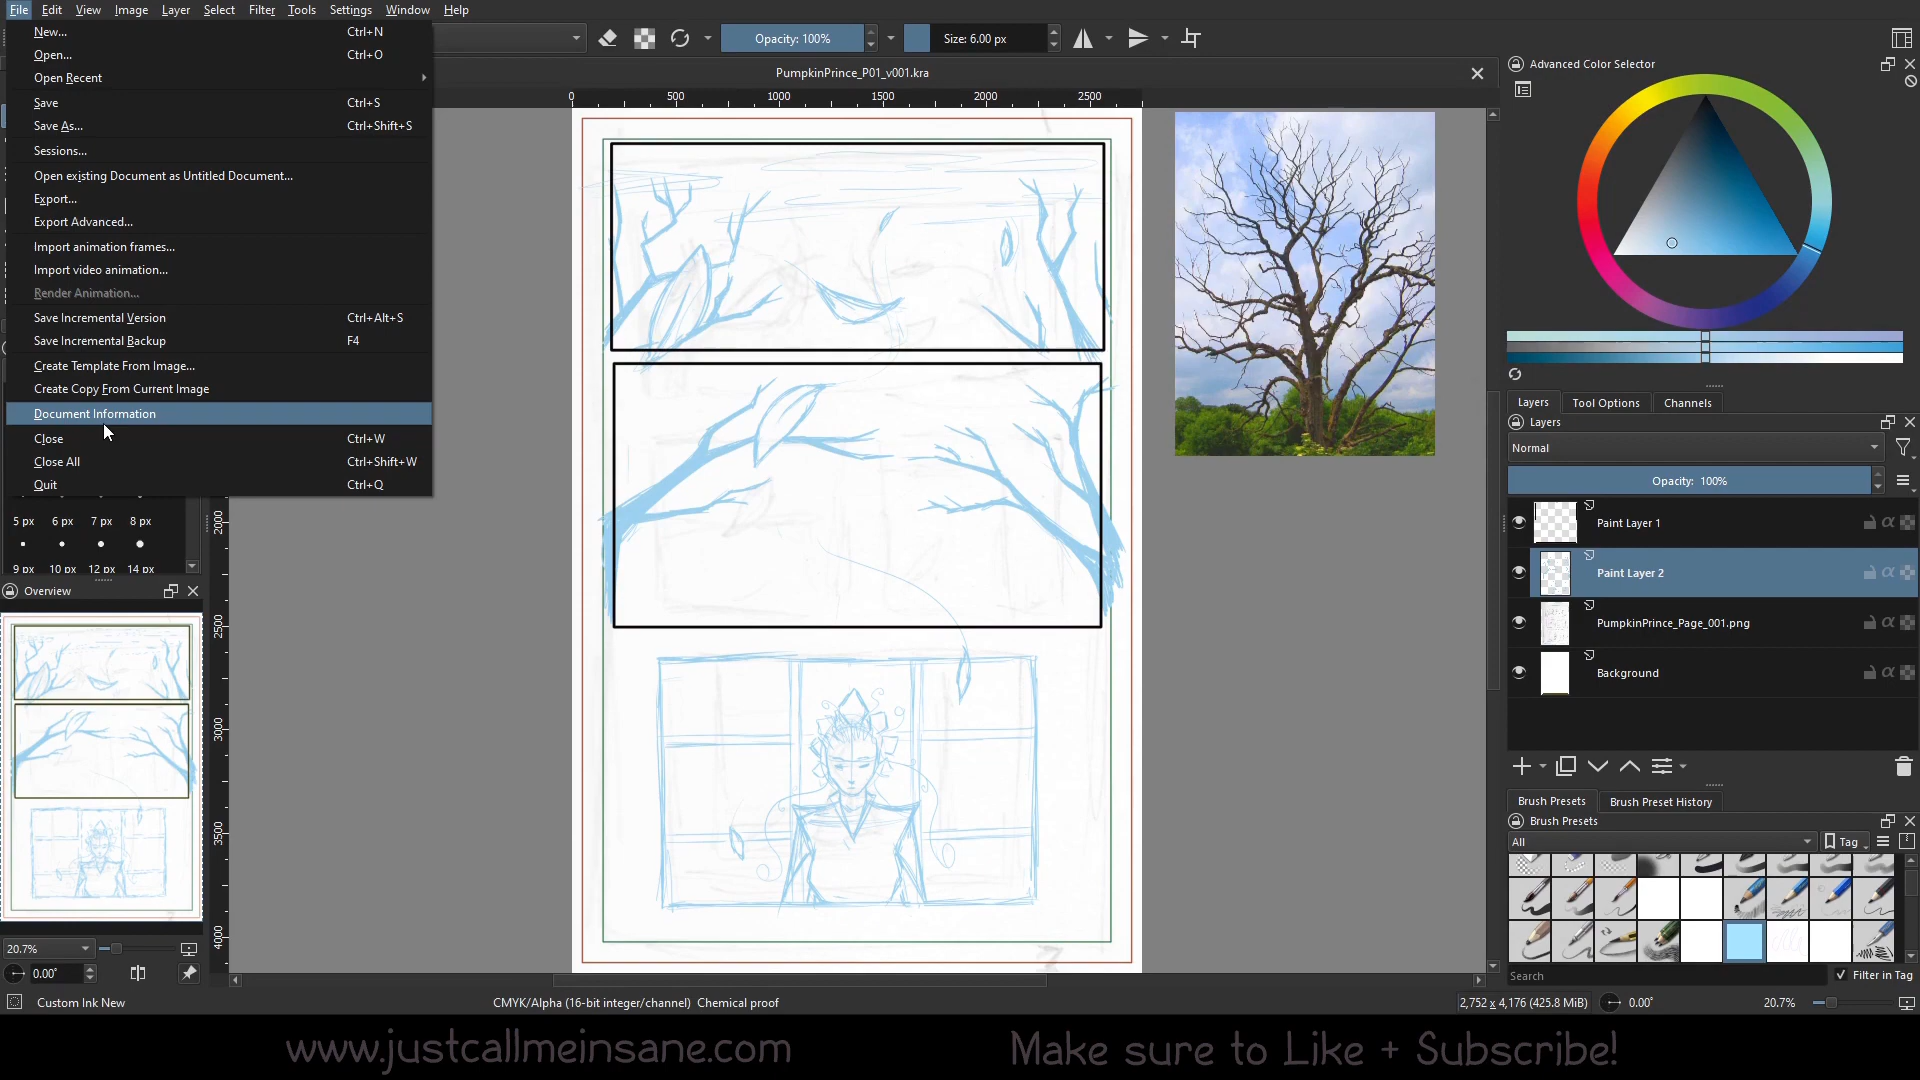 File Edit View Image Layer Select Filter Tools Settings Window Help
New... Ctrl+N
Open... Ctrl+O
Open Recent
Save Ctrl+S
Save As... Ctrl+Shift+S
Sessions...
Open existing Document as Untitled Document...
Export...
Export Advanced...
Import animation frames...
Import video animation...
Render Animation...
Save Incremental Version Ctrl+Alt+S
Save Incremental Backup F4
Create Template From Image...
Create Copy From Current Image
Document Information
Close Ctrl+W
Close All Ctrl+Shift+W
Quit Ctrl+Q
5 px 6 px 7 px 8 px
9 px 10 px 12 px 14 px
Overview
20.7%
0.00°
Custom Ink New
Opacity: 100%
Size: 6.00 px
PumpkinPrince_P01_v001.kra
0 500 1000 1500 2000 2500
2000
2500
3000
3500
4000
CMYK/Alpha (16-bit integer/channel) Chemical proof
2,752 x 4,176 (425.8 MiB)
0.00°
20.7%
Advanced Color Selector
Layers Tool Options Channels
Layers
Normal
Opacity: 100%
Paint Layer 1
Paint Layer 2
PumpkinPrince_Page_001.png
Background
Brush Presets Brush Preset History
Brush Presets
All
Tag
Search
Filter in Tag
www.justcallmeinsane.com
Make sure to Like + Subscribe!